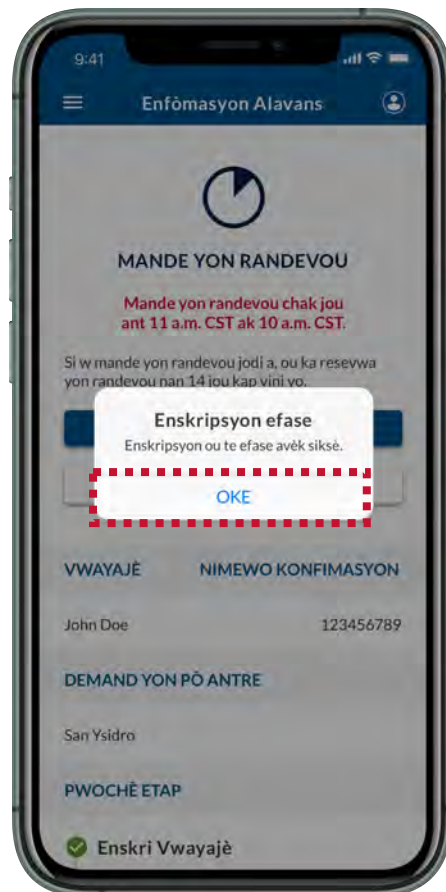 9:41
Enfòmasyon Alavans
MANDE YON RANDEVOU
Mande yon randevou chak jou
ant 11 a.m. CST ak 10 a.m. CST.
Si w mande yon randevou jodi a, ou ka resevwa
yon randevou nan 14 jou kap vini yo.
Enskripsyon efase
Enskripsyon ou te efase avèk siksè.
OKE
VWAYAJÈ NIMEWO KONFIMASYON
John Doe 123456789
DEMAND YON PÒ ANTRE
San Ysidro
PWOCHÈ ETAP
Enskri Vwayajè